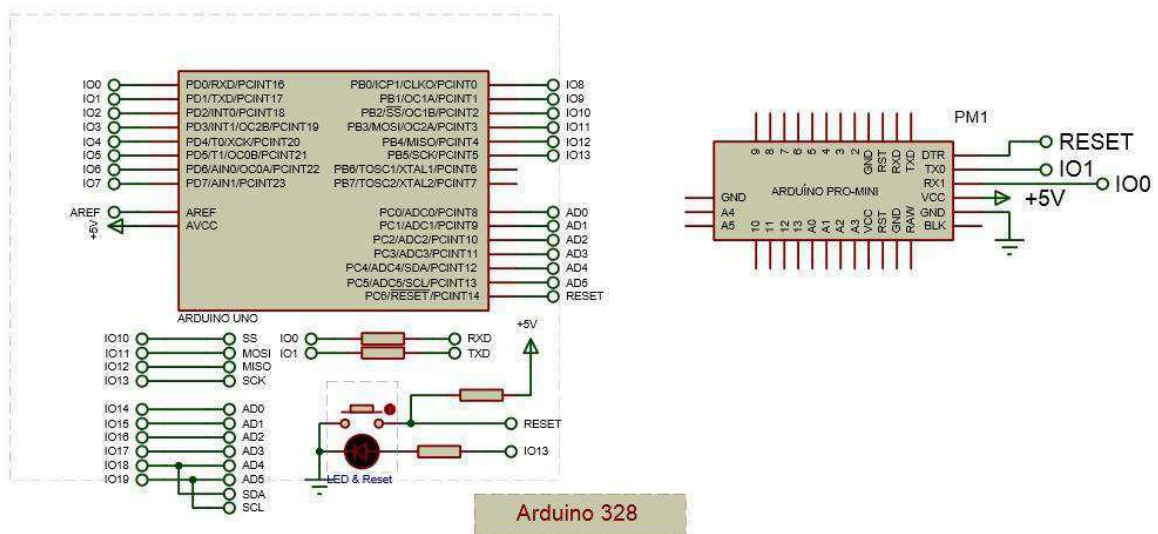 IO0 PD0/RXD/PCINT16 PB0/ICP1/CLKO/PCINT0 IO8
IO1 PD1/TXD/PCINT17 PB1/OC1A/PCINT1 IO9
IO2 PD2/INT0/PCINT18 PB2/SS/OC1B/PCINT2 IO10
IO3 PD3/INT1/OC2B/PCINT19 PB3/MOSI/OC2A/PCINT3 IO11
IO4 PD4/T0/XCK/PCINT20 PB4/MISO/PCINT4 IO12
IO5 PD5/T1/OC0B/PCINT21 PB5/SCK/PCINT5 IO13
IO6 PD6/AIN0/OC0A/PCINT22 PB6/TOSC1/XTAL1/PCINT6
IO7 PD7/AIN1/PCINT23 PB7/TOSC2/XTAL2/PCINT7
AREF AREF PC0/ADC0/PCINT8 AD0
+5V AVCC PC1/ADC1/PCINT9 AD1
PC2/ADC2/PCINT10 AD2
PC3/ADC3/PCINT11 AD3
PC4/ADC4/SDA/PCINT12 AD4
PC5/ADC5/SCL/PCINT13 AD5
PC6/RESET/PCINT14 RESET
ARDUINO UNO
IO10 SS
IO11 MOSI
IO12 MISO
IO13 SCK
IO0 RXD
IO1 TXD
+5V
IO14 AD0
IO15 AD1
IO16 AD2
IO17 AD3
IO18 AD4
IO19 AD5
SDA
SCL
RESET
IO13
LED & Reset
PM1
9 8 7 6 5 4 3 2 GND RST RXD TXD
DTR RESET
TX0 IO1
RX1 IO0
VCC +5V
GND
BLK
ARDUÍNO PRO-MINI
GND
A4
A5
10 11 12 13 A0 A1 A2 A3 VCC RST GND RAW
Arduino 328